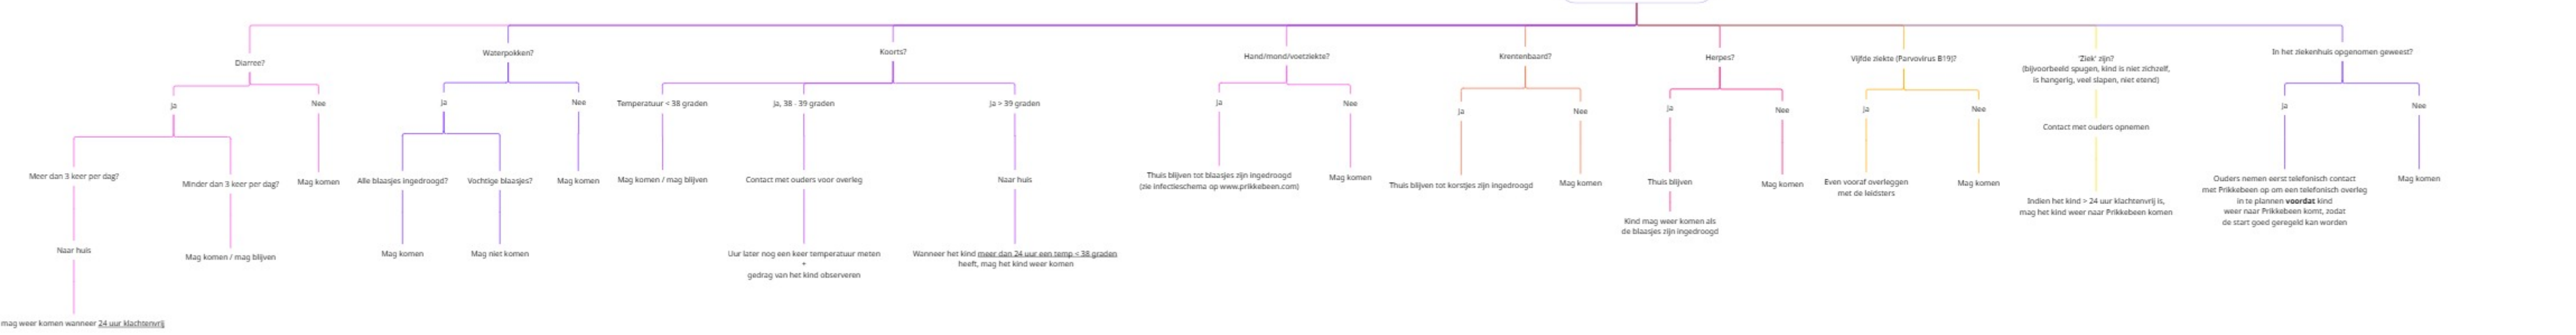 Diarree?
Ja
Nee
Meer dan 3 keer per dag?
Minder dan 3 keer per dag?
Mag komen
Naar huis
Mag komen / mag blijven
mag weer komen wanneer 24 uur klachtenvrij
Waterpokken?
Ja
Nee
Alle blaasjes ingedroogd?
Vochtige blaasjes?
Mag komen
Mag komen
Mag niet komen
Koorts?
Temperatuur < 38 graden
Ja, 38 - 39 graden
Ja > 39 graden
Mag komen / mag blijven
Contact met ouders voor overleg
Naar huis
Uur later nog een keer temperatuur meten
+
gedrag van het kind observeren
Wanneer het kind meer dan 24 uur een temp < 38 graden
heeft, mag het kind weer komen
Hand/mond/voetziekte?
Ja
Nee
Thuis blijven tot blaasjes zijn ingedroogd
(zie infectieschema op www.prikkebeen.com)
Mag komen
Krentenbaard?
Ja
Nee
Thuis blijven tot korstjes zijn ingedroogd
Mag komen
Herpes?
Ja
Nee
Thuis blijven
Mag komen
Kind mag weer komen als
de blaasjes zijn ingedroogd
Vijfde ziekte (Parvovirus B19)?
Ja
Nee
Even vooraf overleggen
met de leidsters
Mag komen
'Ziek' zijn?
(bijvoorbeeld spugen, kind is niet zichzelf,
is hangerig, veel slapen, niet etend)
Contact met ouders opnemen
Indien het kind > 24 uur klachtenvrij is,
mag het kind weer naar Prikkebeen komen
In het ziekenhuis opgenomen geweest?
Ja
Nee
Ouders nemen eerst telefonisch contact
met Prikkebeen op om een telefonisch overleg
in te plannen voordat kind
weer naar Prikkebeen komt, zodat
de start goed geregeld kan worden
Mag komen